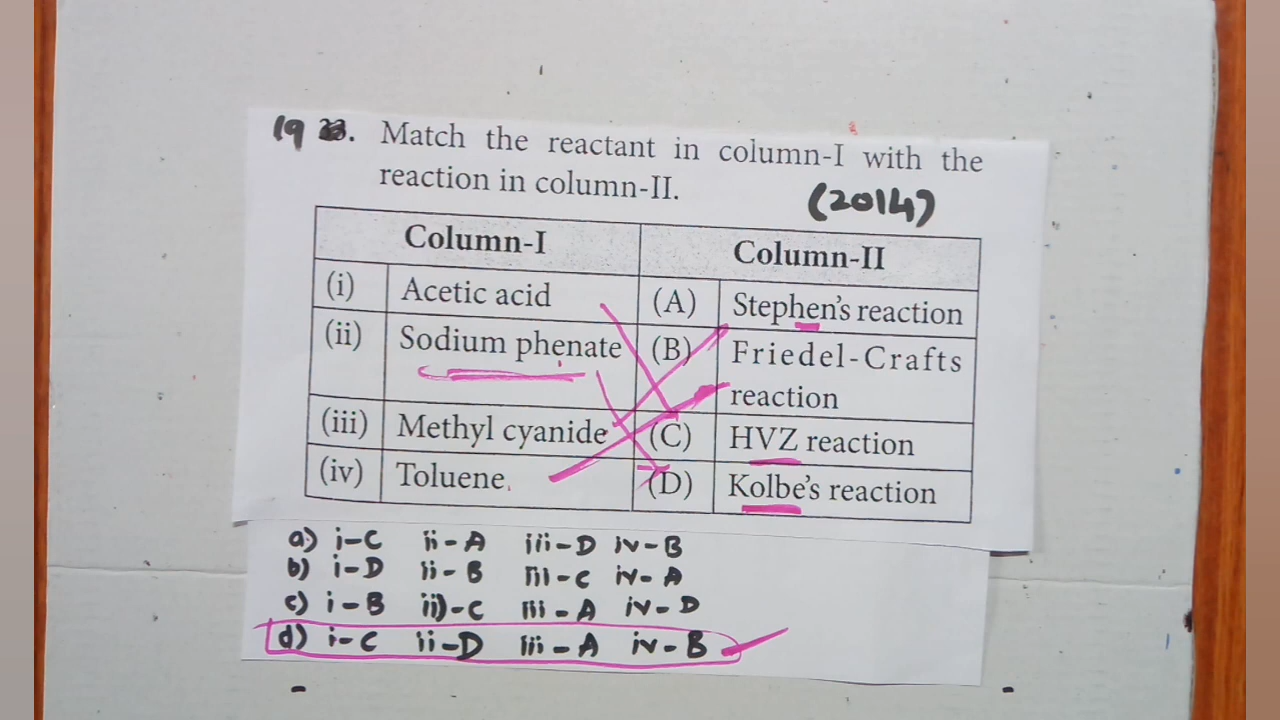 19 23. Match the reactant in column-I with the
reaction in column-II.
(2014)
Column-I Column-II
(i) Acetic acid (A) Stephen's reaction
(ii) Sodium phenate (B) Friedel-Crafts
reaction
(iii) Methyl cyanide (C) HVZ reaction
(iv) Toluene. (D) Kolbe's reaction
a) i-C ii-A iii-D iv-B
b) i-D ii-B iii-C iv-A
c) i-B ii)-C iii-A iv-D
d) i-C ii-D iii-A iv-B